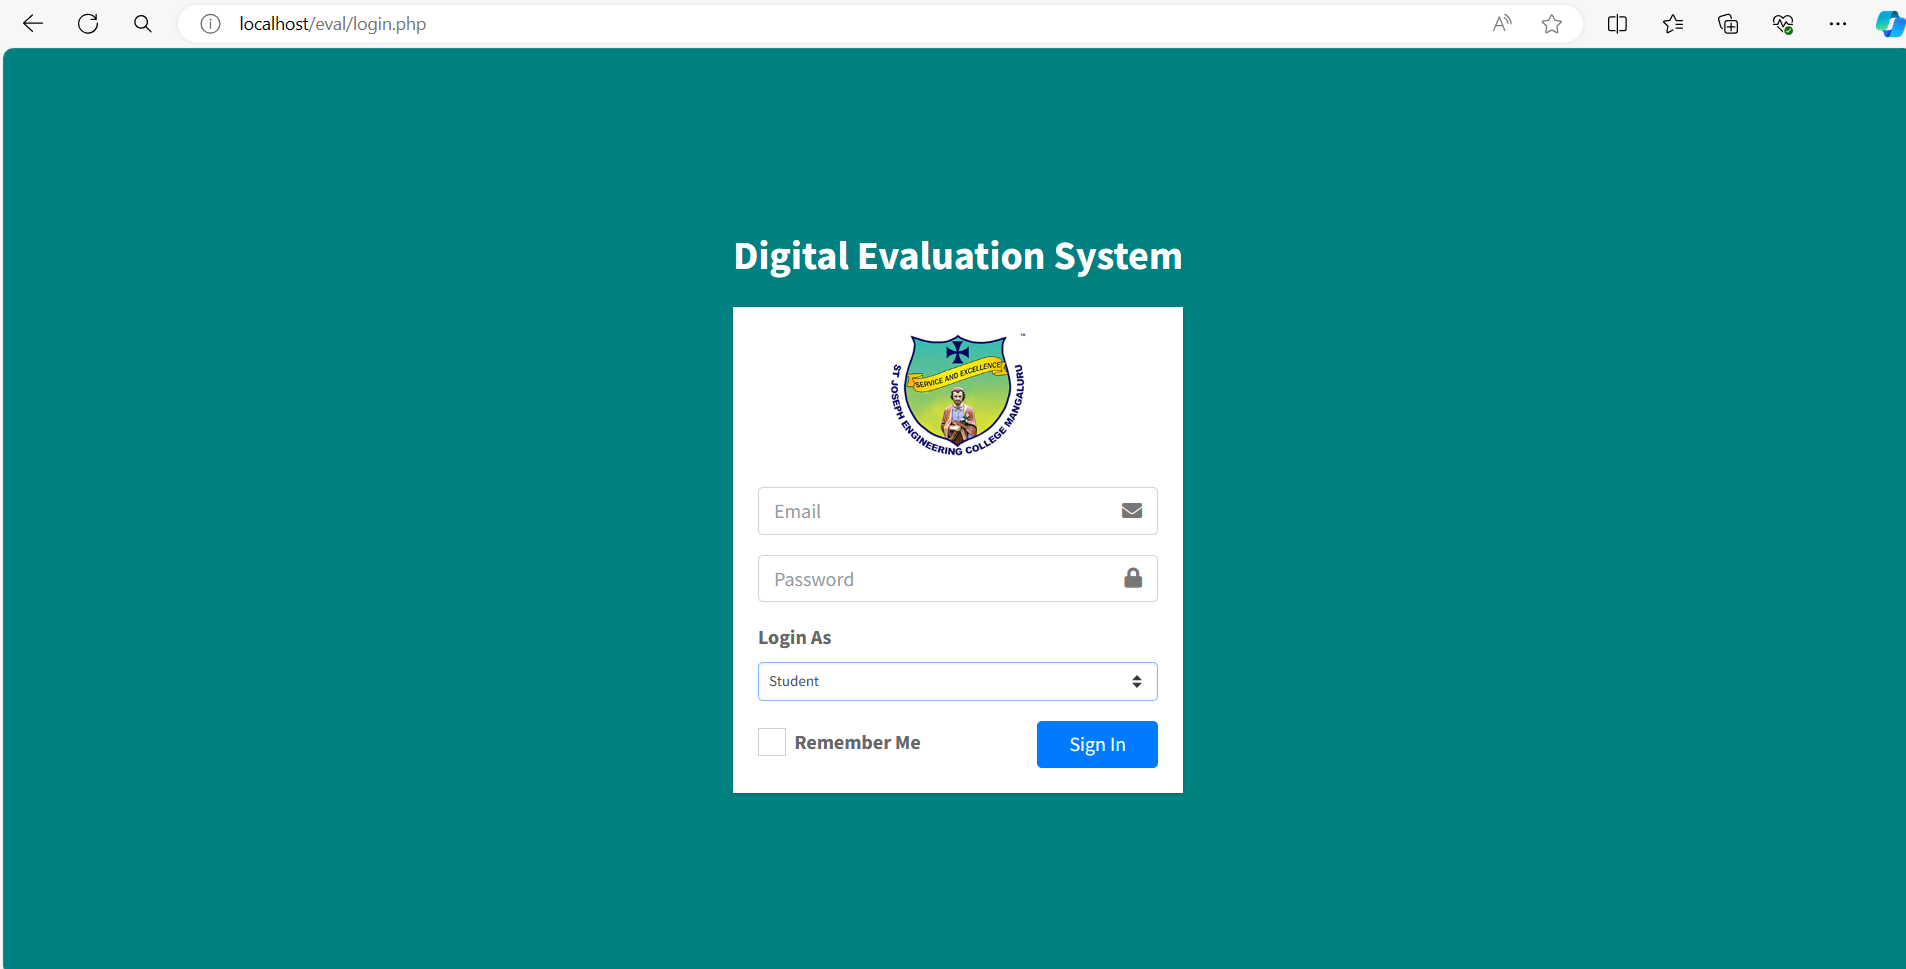 localhost/eval/login.php
Digital Evaluation System
SERVICE AND EXCELLENCE
ST JOSEPH ENGINEERING COLLEGE MANGALURU
™
Email
Password
Login As
Student
Remember Me
Sign In